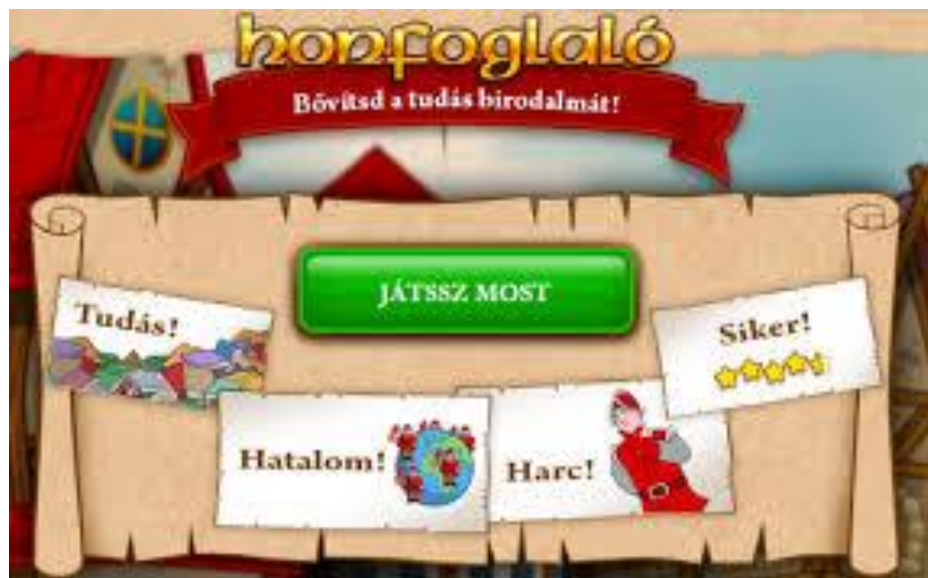 honfoglaló
Bővítsd a tudás birodalmát!
JÁTSSZ MOST
Tudás!
Siker!
Hatalom!
Harc!